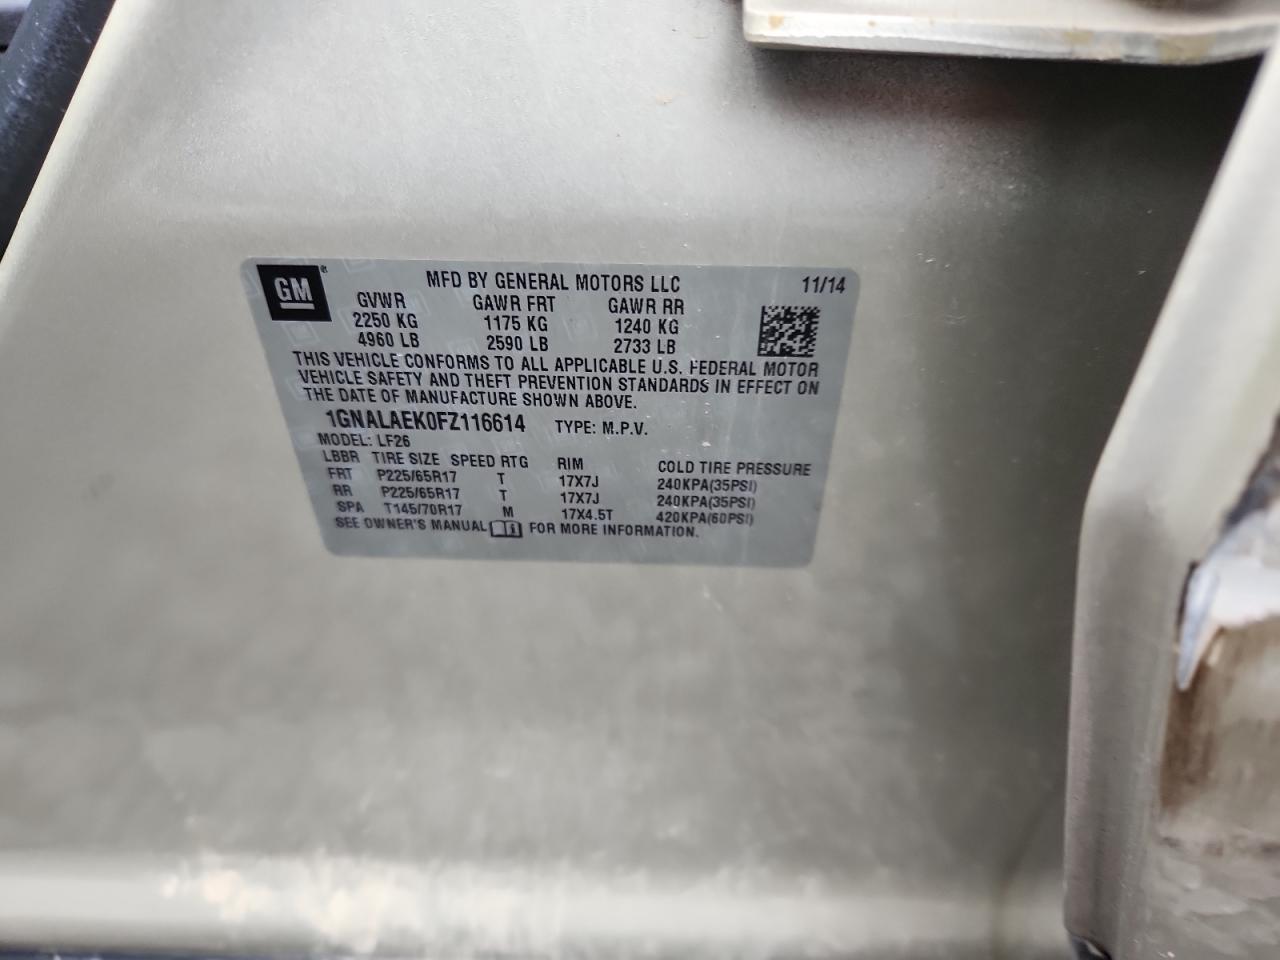 GM ®
MFD BY GENERAL MOTORS LLC 11/14
GVWR GAWR FRT GAWR RR
2250 KG 1175 KG 1240 KG
4960 LB 2590 LB 2733 LB
THIS VEHICLE CONFORMS TO ALL APPLICABLE U.S. FEDERAL MOTOR
VEHICLE SAFETY AND THEFT PREVENTION STANDARDS IN EFFECT ON
THE DATE OF MANUFACTURE SHOWN ABOVE.
1GNALAEK0FZ116614 TYPE: M.P.V.
MODEL: LF26
LBBR TIRE SIZE SPEED RTG RIM COLD TIRE PRESSURE
FRT P225/65R17 T 17X7J 240KPA(35PSI)
RR P225/65R17 T 17X7J 240KPA(35PSI)
SPA T145/70R17 M 17X4.5T 420KPA(60PSI)
SEE OWNER'S MANUAL FOR MORE INFORMATION.